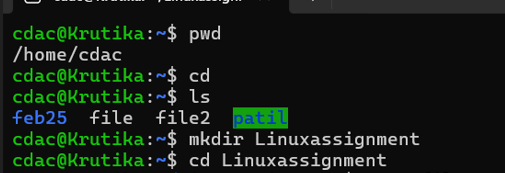 cdac@Krutika:~$ pwd
/home/cdac
cdac@Krutika:~$ cd
cdac@Krutika:~$ ls
feb25  file  file2  patil
cdac@Krutika:~$ mkdir Linuxassignment
cdac@Krutika:~$ cd Linuxassignment